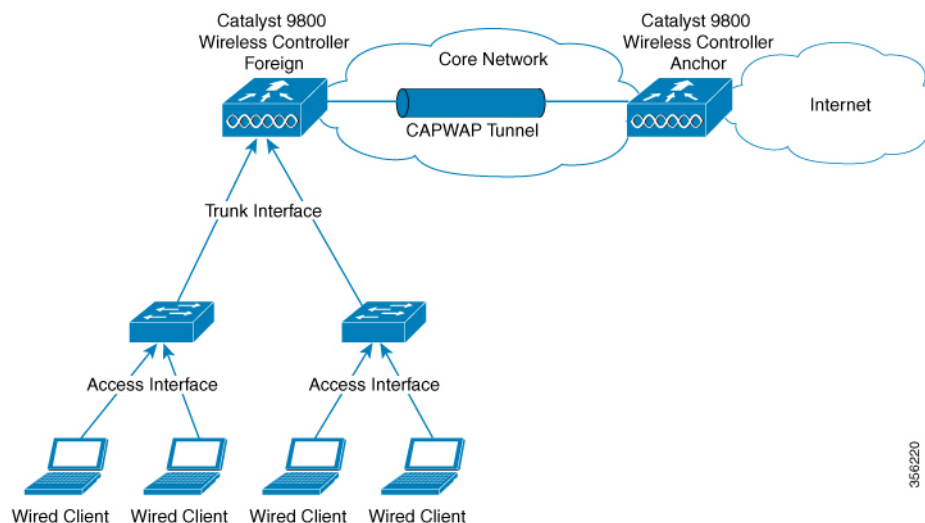 Catalyst 9800
Wireless Controller
Foreign
Catalyst 9800
Wireless Controller
Anchor
Core Network
Internet
CAPWAP Tunnel
Trunk Interface
Access Interface
Access Interface
Wired Client
Wired Client
Wired Client
Wired Client
356220